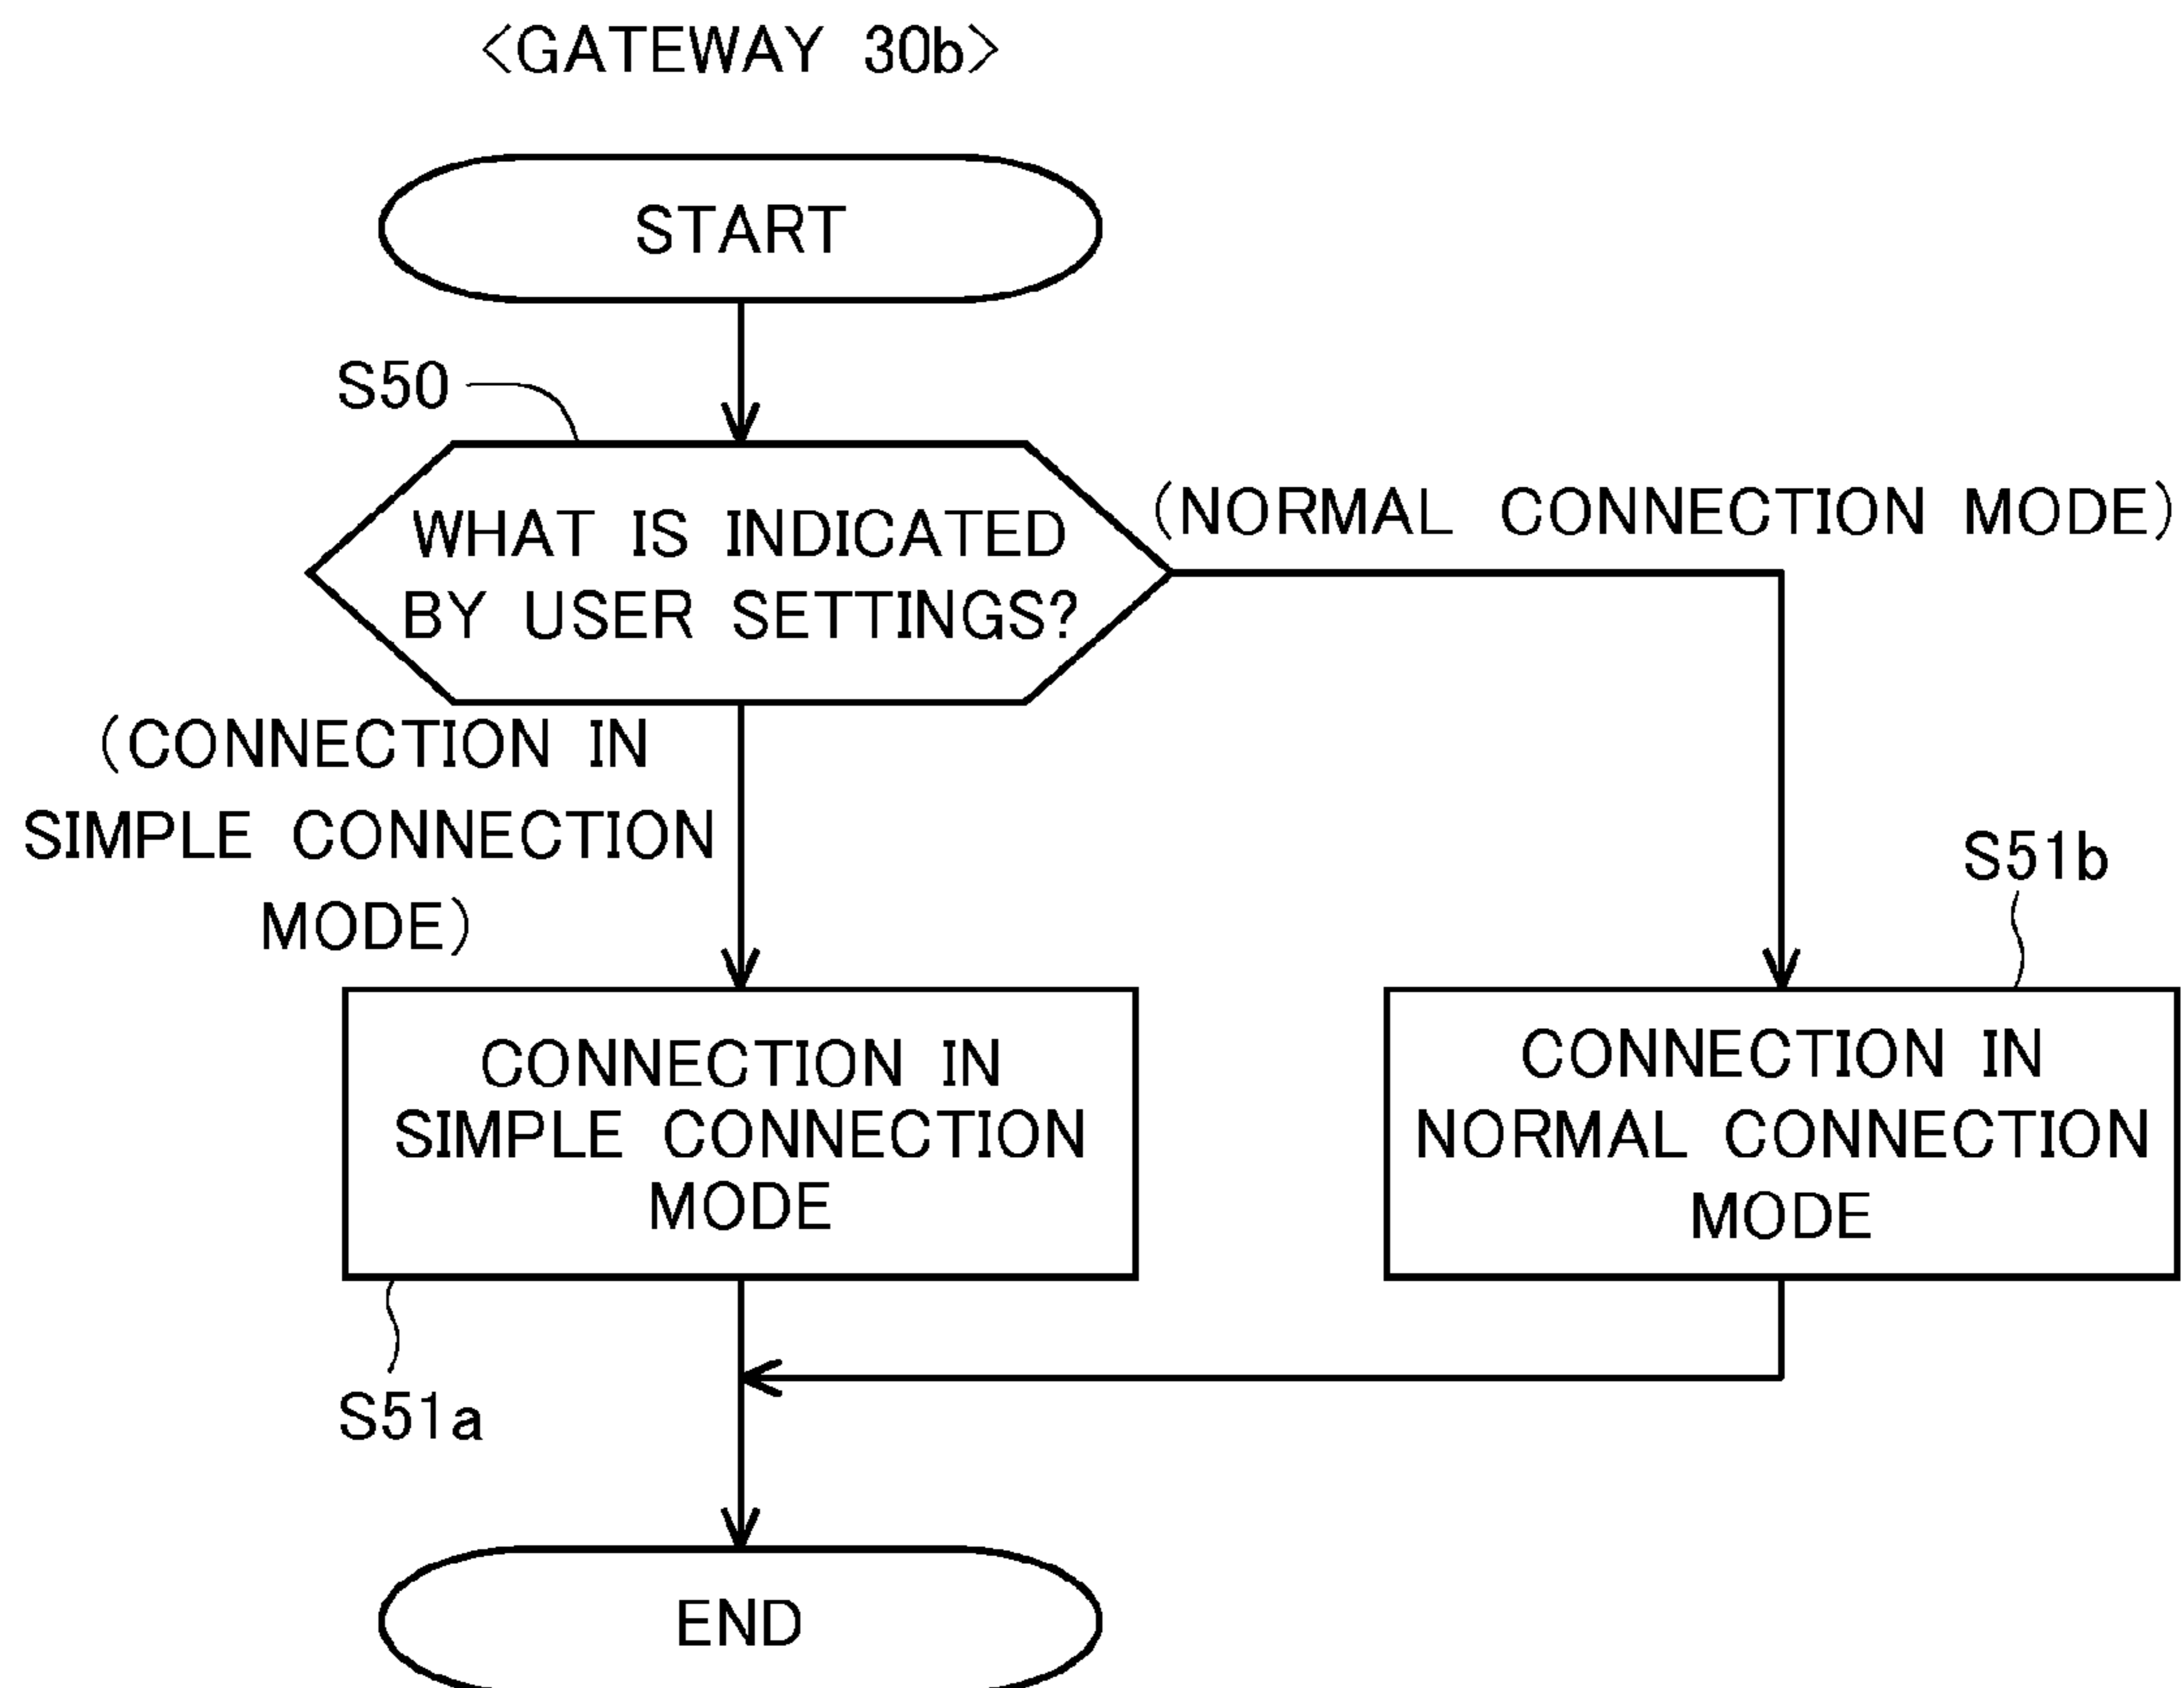 <GATEWAY 30b>
START
S50
WHAT IS INDICATED
BY USER SETTINGS?
(NORMAL CONNECTION MODE)
(CONNECTION IN
SIMPLE CONNECTION
MODE)
S51b
CONNECTION IN
SIMPLE CONNECTION
MODE
CONNECTION IN
NORMAL CONNECTION
MODE
S51a
END